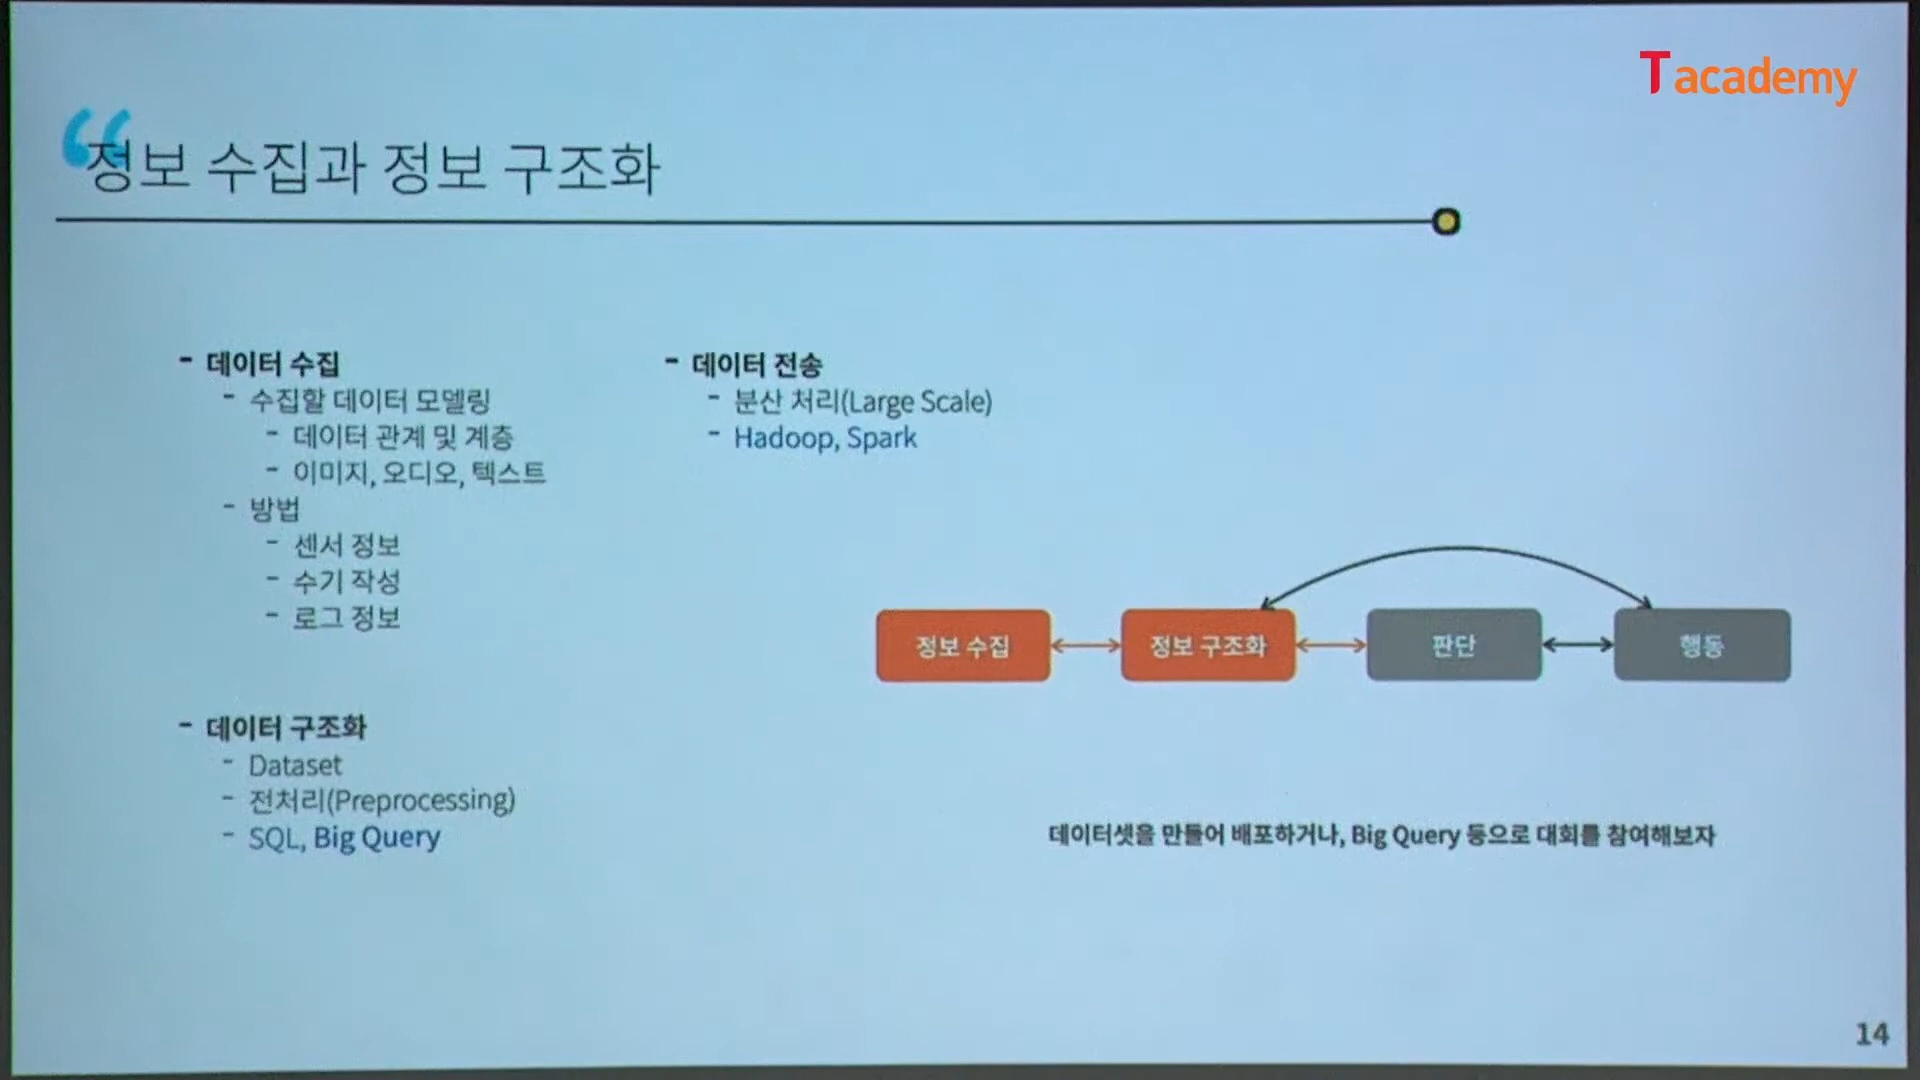 T academy
“정보 수집과 정보 구조화
- 데이터 수집
- 수집할 데이터 모델링
- 데이터 관계 및 계층
- 이미지, 오디오, 텍스트
- 방법
- 센서 정보
- 수기 작성
- 로그 정보
- 데이터 구조화
- Dataset
- 전처리(Preprocessing)
- SQL, Big Query
- 데이터 전송
- 분산 처리(Large Scale)
- Hadoop, Spark
정보 수집
정보 구조화
판단
행동
데이터셋을 만들어 배포하거나, Big Query 등으로 대회를 참여해보자
14